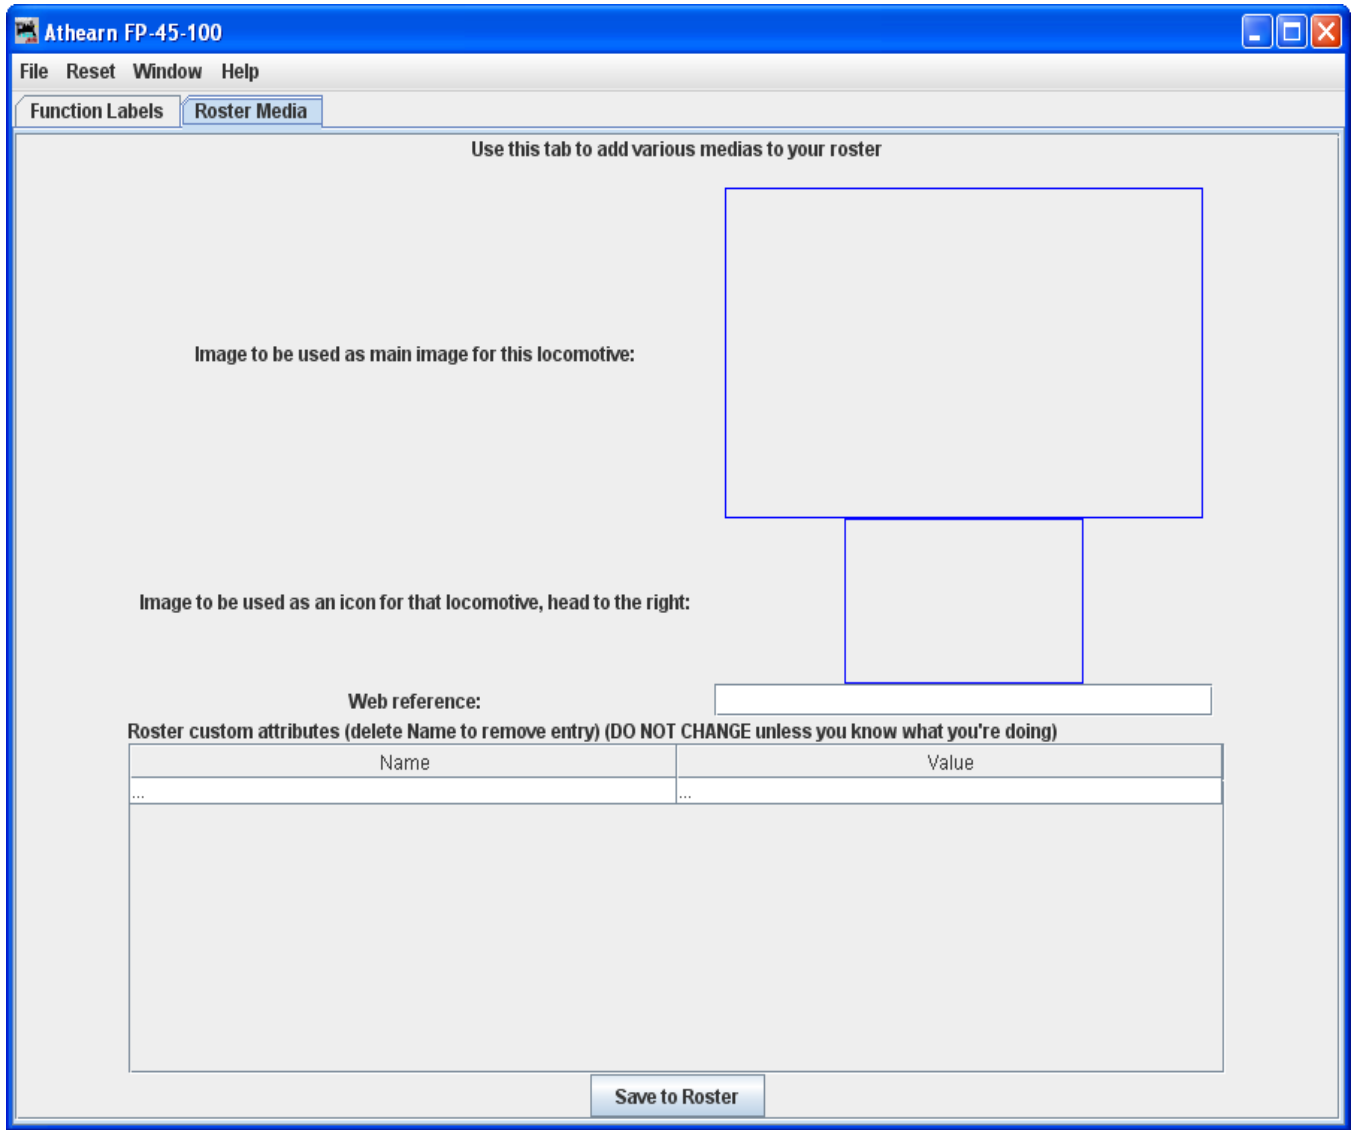 Athearn FP-45-100
File Reset Window Help
Function Labels Roster Media
Use this tab to add various medias to your roster
Image to be used as main image for this locomotive:
Image to be used as an icon for that locomotive, head to the right:
Web reference:
Roster custom attributes (delete Name to remove entry) (DO NOT CHANGE unless you know what you're doing)
Name Value
... ...
Save to Roster